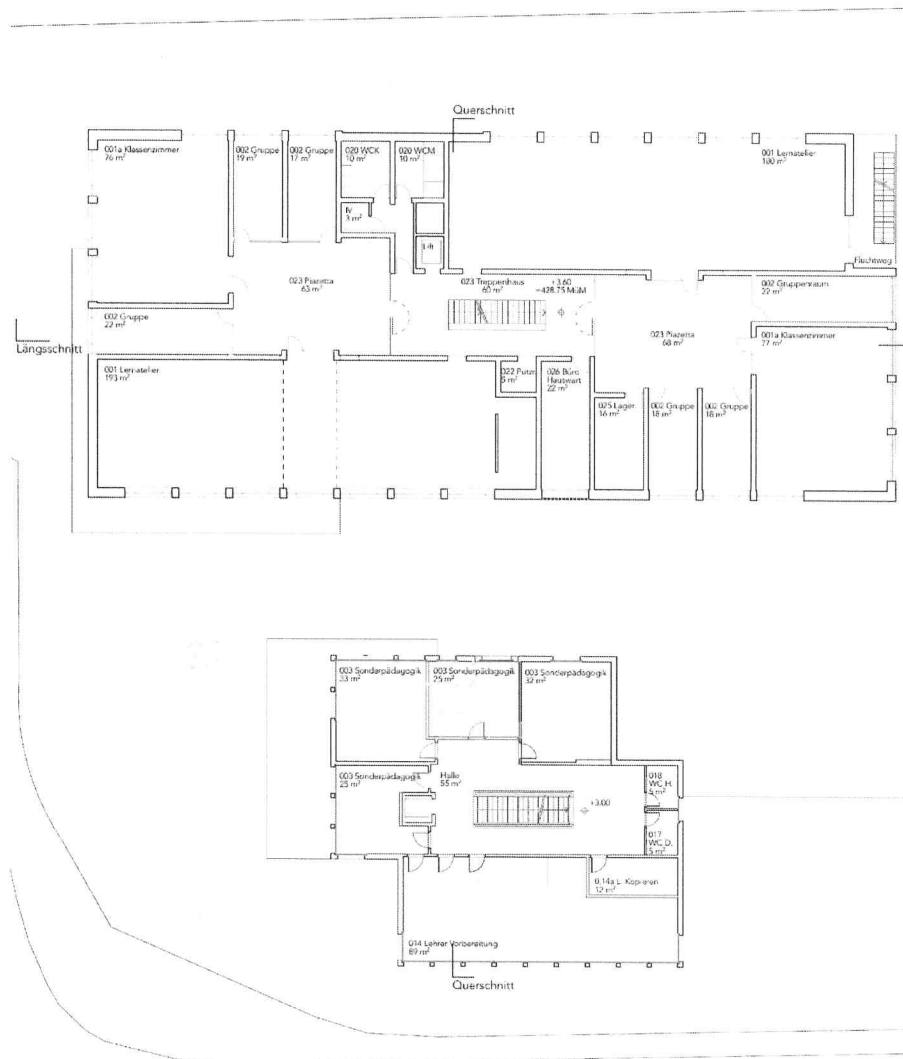 Querschnitt
001a Klassenzimmer
76 m²
002 Gruppe
19 m²
002 Gruppe
17 m²
020 WCK
10 m²
020 WCM
10 m²
001 Lernatelier
IV
3 m²
Lift
Fluchtweg
023 Piazetta
63 m²
023 Treppenhaus
60 m²
+3.60
=428.75 MüM
002 Gruppenraum
22 m²
002 Gruppe
22 m²
Längsschnitt
023 Piazetta
68 m²
001a Klassenzimmer
77 m²
001 Lernatelier
193 m²
022 Putzr.
5 m²
026 Büro
Hauswart
22 m²
025 Lager
16 m²
002 Gruppe
18 m²
002 Gruppe
18 m²
003 Sonderpädagogik
33 m²
003 Sonderpädagogik
25 m²
003 Sonderpädagogik
32 m²
003 Sonderpädagogik
25 m²
Halle
55 m²
018
WC H.
5 m²
+3.00
017
WC D.
5 m²
0.14a L. Kopieren
12 m²
014 Lehrer Vorbereitung
89 m²
Querschnitt